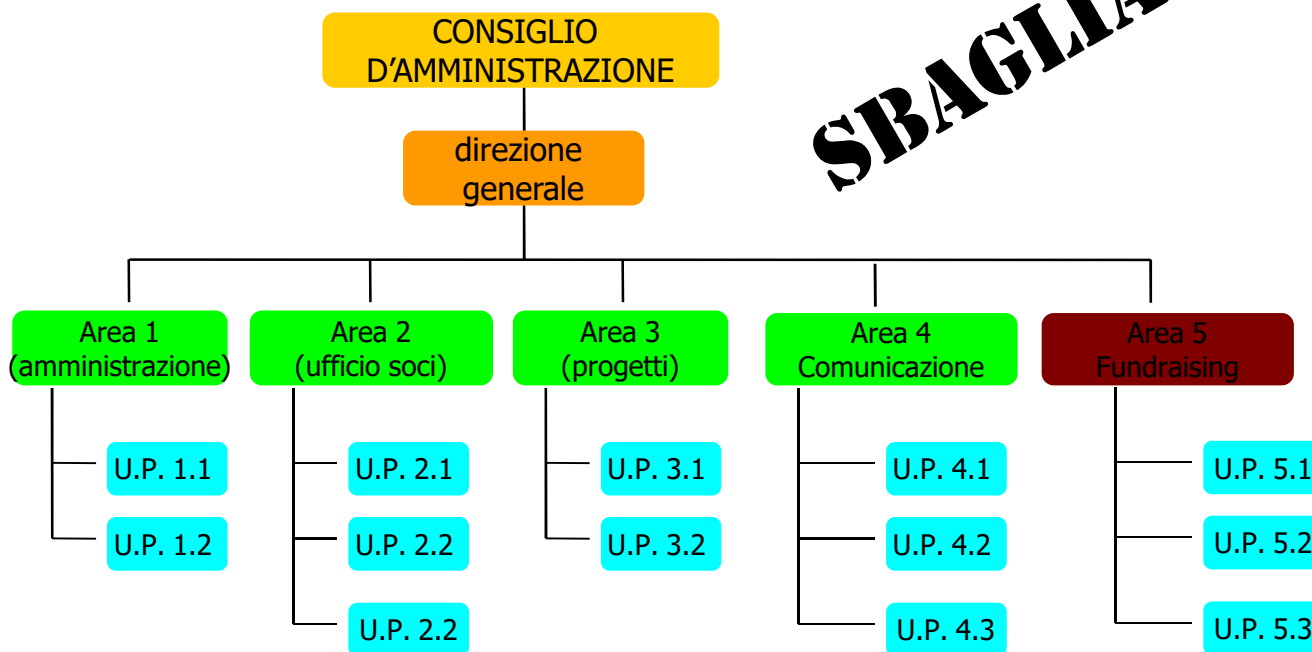 CONSIGLIO
D'AMMINISTRAZIONE
SBAGLIA
direzione
generale
Area 1
(amministrazione)
Area 2
(ufficio soci)
Area 3
(progetti)
Area 4
Comunicazione
Area 5
Fundraising
U.P. 1.1
U.P. 2.1
U.P. 3.1
U.P. 4.1
U.P. 5.1
U.P. 1.2
U.P. 2.2
U.P. 3.2
U.P. 4.2
U.P. 5.2
U.P. 2.2
U.P. 4.3
U.P. 5.3